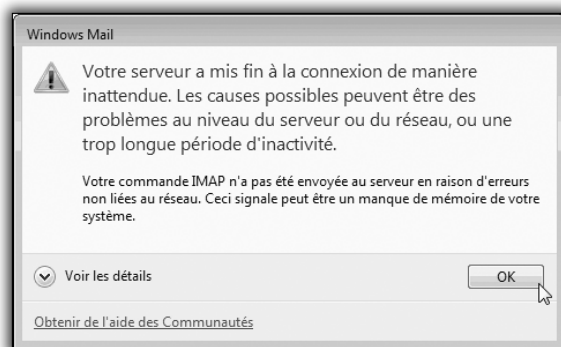 Windows Mail
Votre serveur a mis fin à la connexion de manière
inattendue. Les causes possibles peuvent être des
problèmes au niveau du serveur ou du réseau, ou une
trop longue période d'inactivité.
Votre commande IMAP n'a pas été envoyée au serveur en raison d'erreurs
non liées au réseau. Ceci signale peut être un manque de mémoire de votre
système.
Voir les détails
OK
Obtenir de l'aide des Communautés